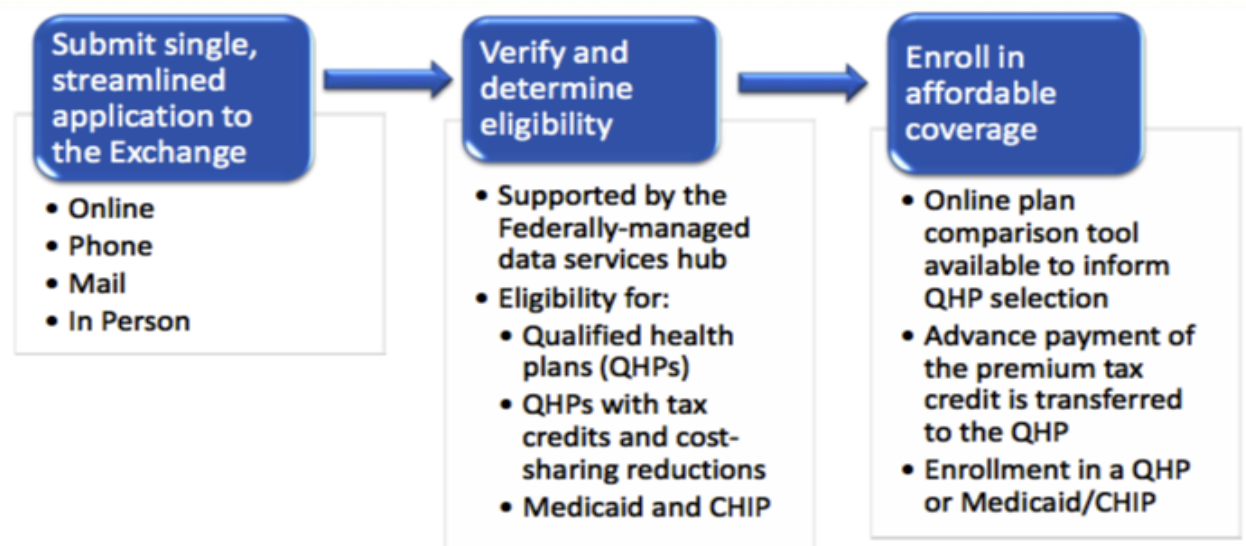 Submit single,
streamlined
application to
the Exchange
• Online
• Phone
• Mail
• In Person
Verify and
determine
eligibility
• Supported by the
Federally-managed
data services hub
• Eligibility for:
• Qualified health
plans (QHPs)
• QHPs with tax
credits and cost-
sharing reductions
• Medicaid and CHIP
Enroll in
affordable
coverage
• Online plan
comparison tool
available to inform
QHP selection
• Advance payment of
the premium tax
credit is transferred
to the QHP
• Enrollment in a QHP
or Medicaid/CHIP